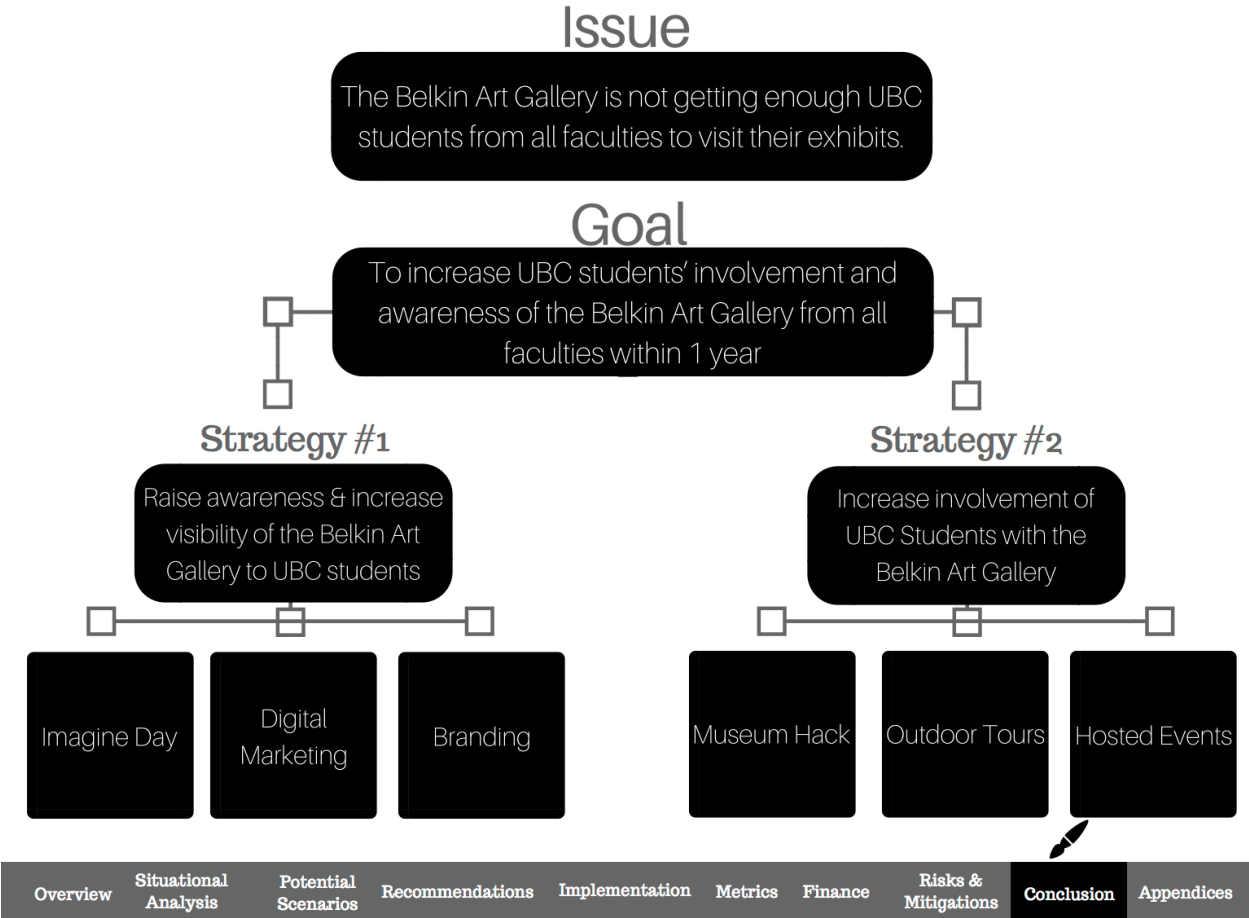 Issue
The Belkin Art Gallery is not getting enough UBC
students from all faculties to visit their exhibits.
Goal
To increase UBC students' involvement and
awareness of the Belkin Art Gallery from all
faculties within 1 year
Strategy #1
Raise awareness & increase
visibility of the Belkin Art
Gallery to UBC students
Imagine Day
Digital
Marketing
Branding
Strategy #2
Increase involvement of
UBC Students with the
Belkin Art Gallery
Museum Hack
Outdoor Tours
Hosted Events
Overview
Situational
Analysis
Potential
Scenarios
Recommendations
Implementation
Metrics
Finance
Risks &
Mitigations
Conclusion
Appendices